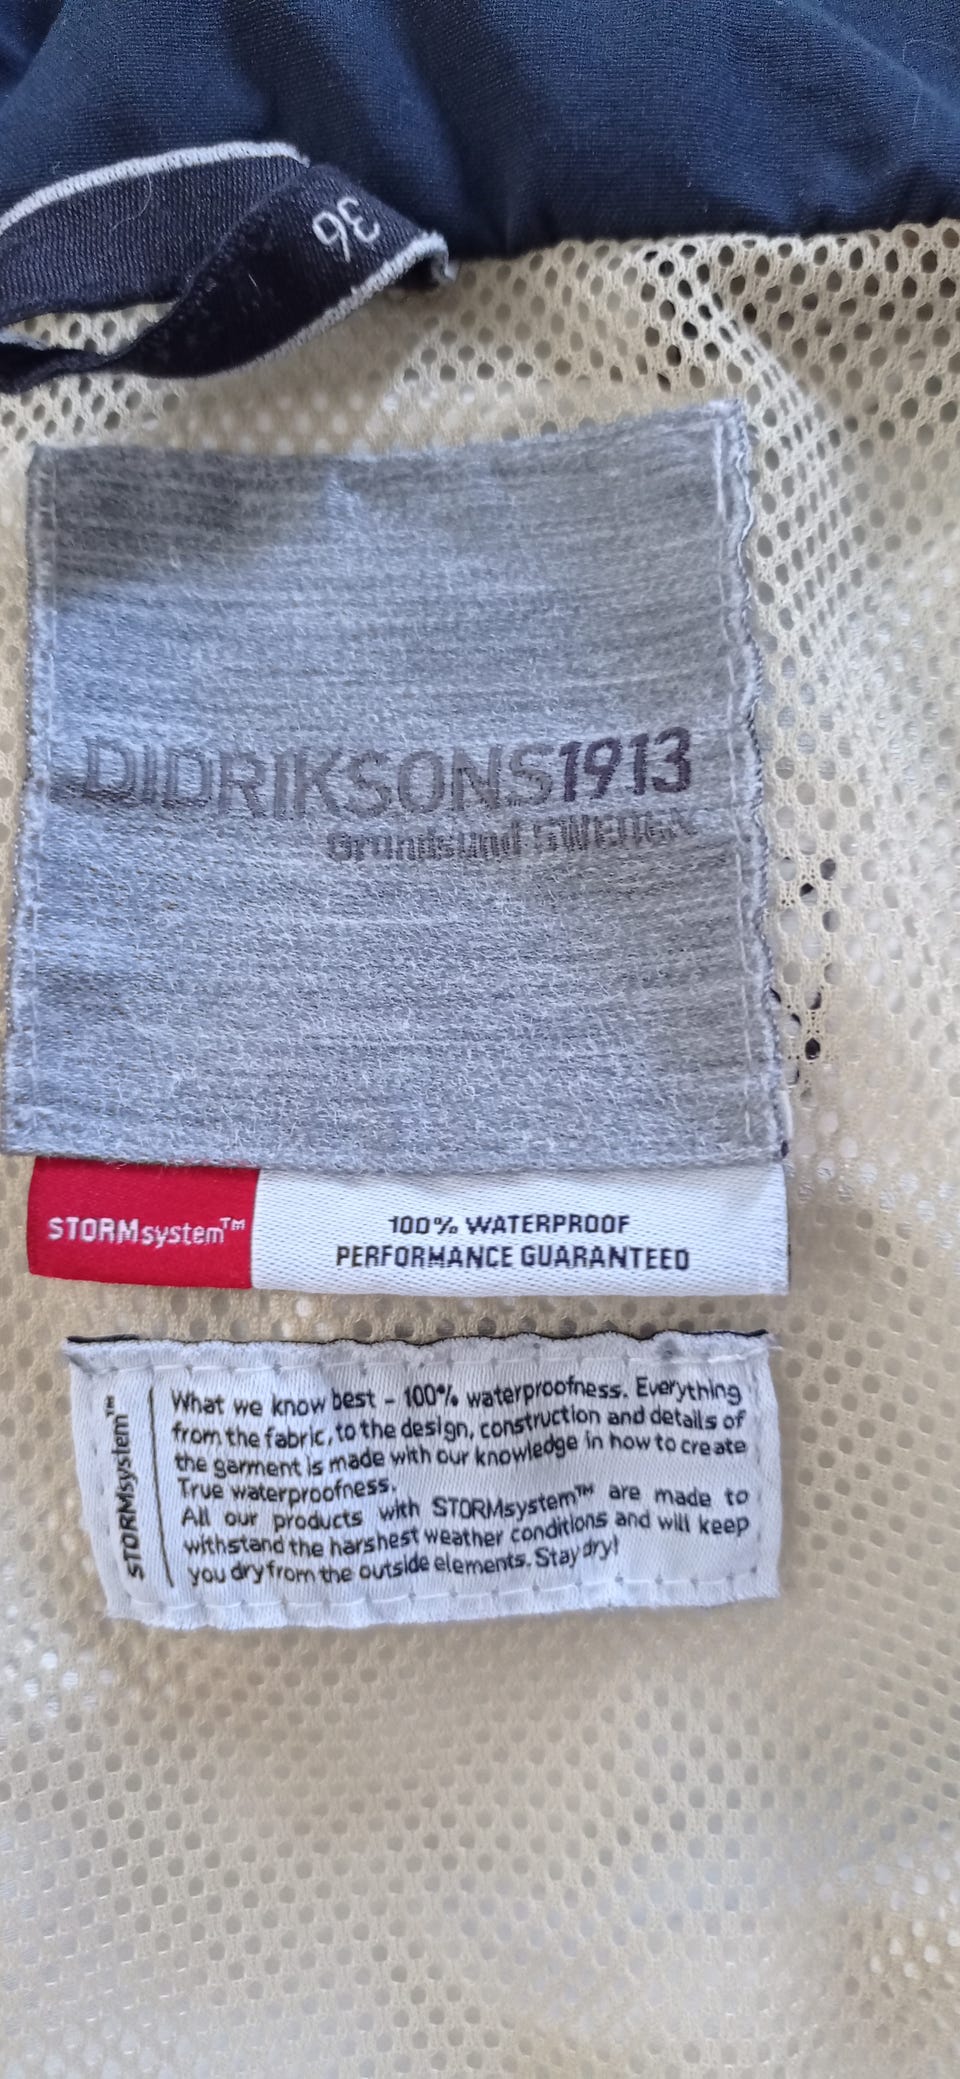 36
DIDRIKSONS1913
Grundsund SWEDEN
STORMsystem™
100% WATERPROOF
PERFORMANCE GUARANTEED
STORMsystem™
What we know best - 100% waterproofness. Everything
from the fabric, to the design, construction and details of
the garment is made with our knowledge in how to create
True waterproofness.
All our products with STORMsystem™ are made to
withstand the harshest weather conditions and will keep
you dry from the outside elements. Stay dry!